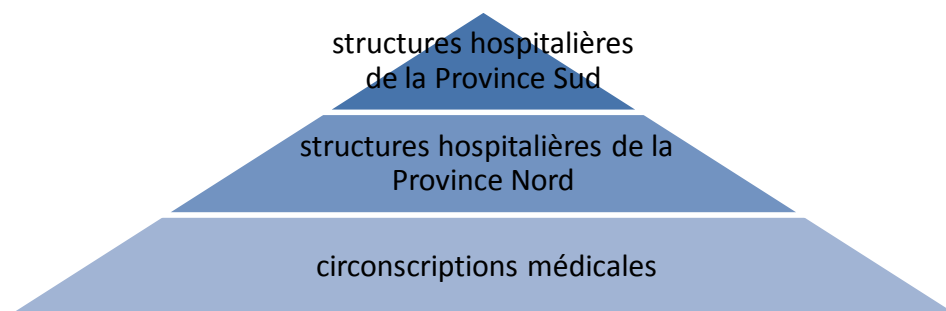 structures hospitalières
de la Province Sud
structures hospitalières de la
Province Nord
circonscriptions médicales